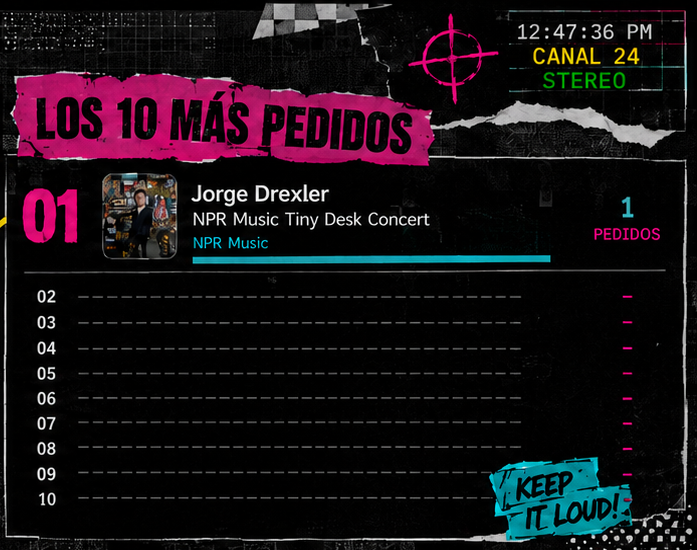 12:47:36 PM
CANAL 24
STEREO
LOS 10 MÁS PEDIDOS
01
Jorge Drexler
NPR Music Tiny Desk Concert
NPR Music
1
PEDIDOS
02
03
04
05
06
07
08
09
10
KEEP
IT LOUD!